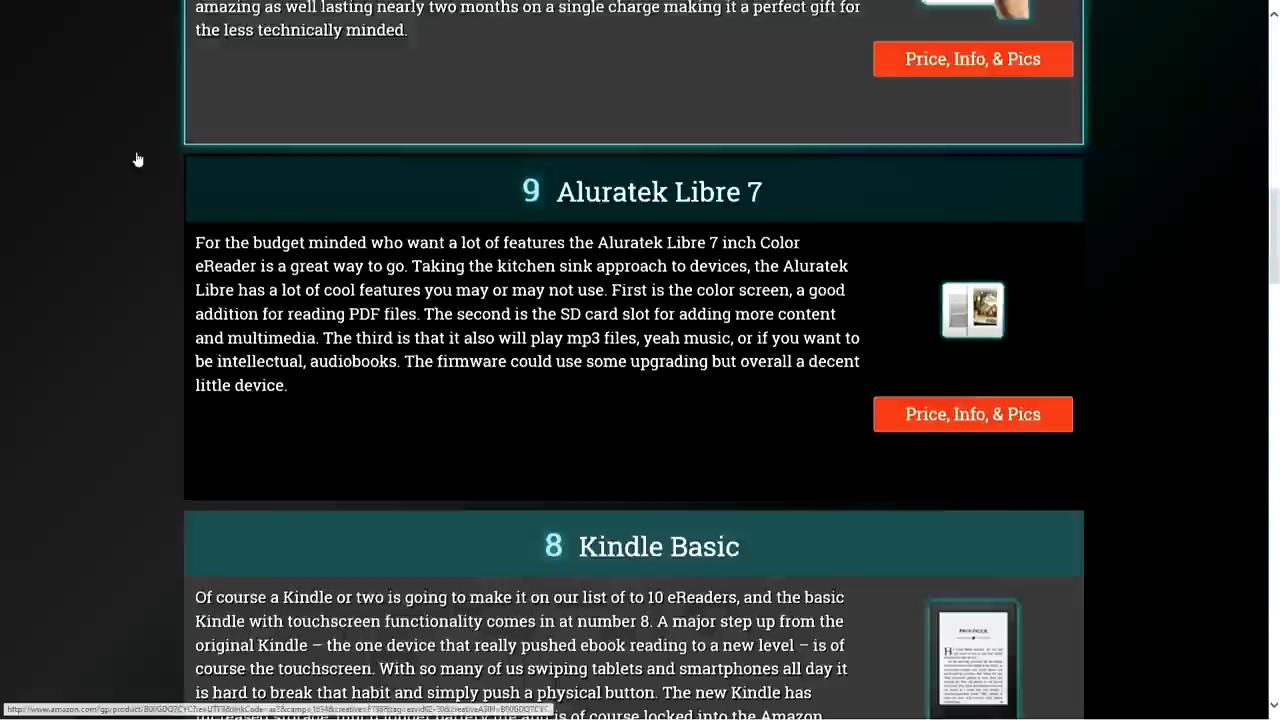 amazing as well lasting nearly two months on a single charge making it a perfect gift for
the less technically minded.
Price, Info, & Pics
9 Aluratek Libre 7
For the budget minded who want a lot of features the Aluratek Libre 7 inch Color
eReader is a great way to go. Taking the kitchen sink approach to devices, the Aluratek
Libre has a lot of cool features you may or may not use. First is the color screen, a good
addition for reading PDF files. The second is the SD card slot for adding more content
and multimedia. The third is that it also will play mp3 files, yeah music, or if you want to
be intellectual, audiobooks. The firmware could use some upgrading but overall a decent
little device.
Price, Info, & Pics
8 Kindle Basic
Of course a Kindle or two is going to make it on our list of to 10 eReaders, and the basic
Kindle with touchscreen functionality comes in at number 8. A major step up from the
original Kindle – the one device that really pushed ebook reading to a new level – is of
course the touchscreen. With so many of us swiping tablets and smartphones all day it
is hard to break that habit and simply push a physical button. The new Kindle has
is of course locked into the Amazon